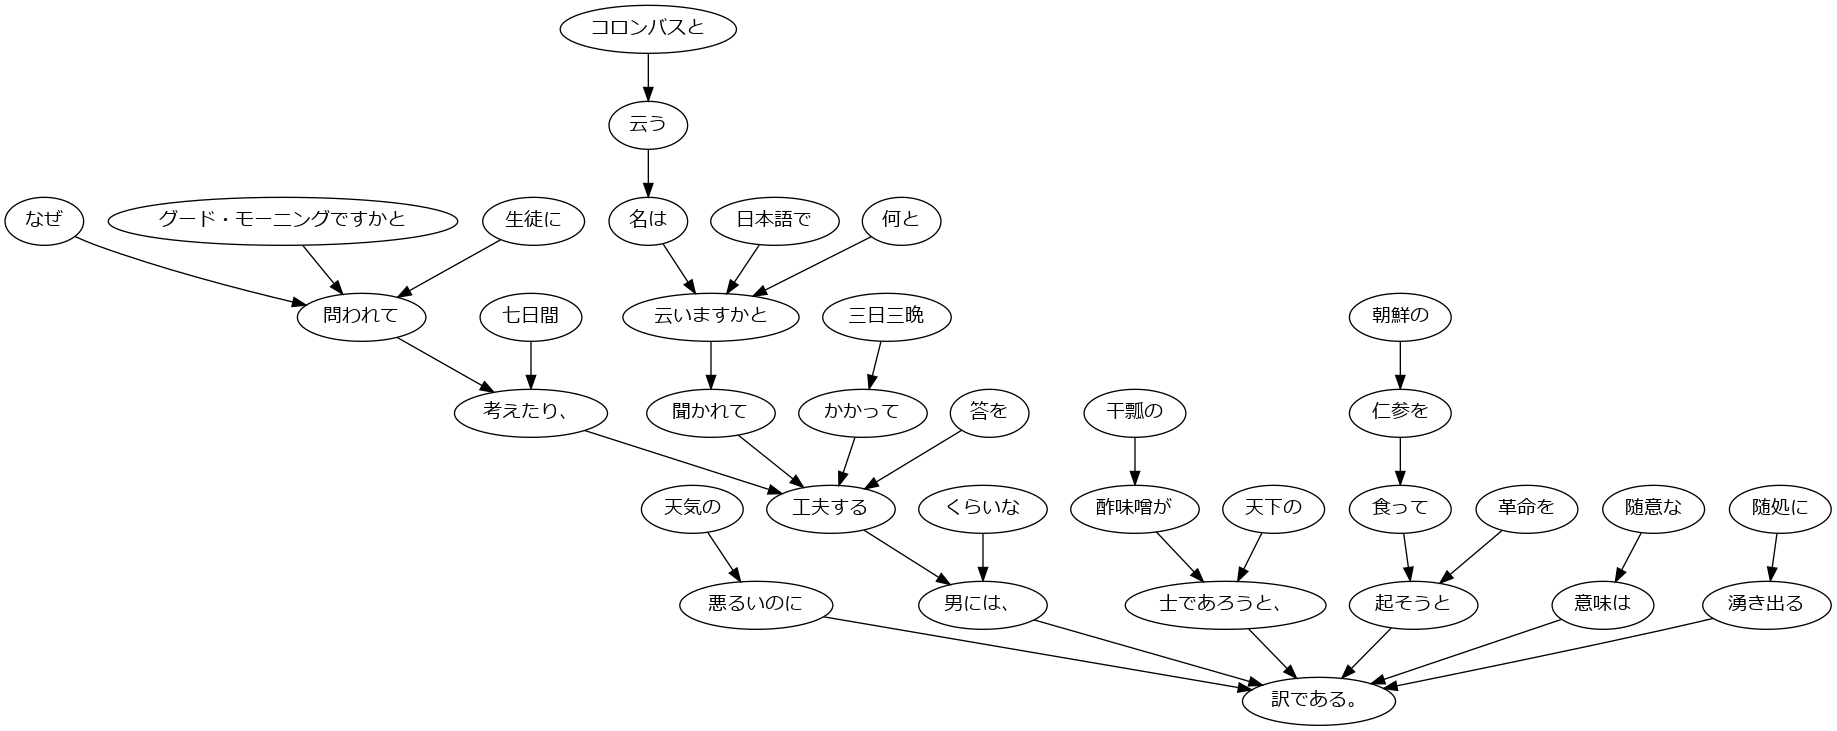 コロンバスと
云う
なぜ
グード・モーニングですかと
生徒に
名は
日本語で
何と
問われて
七日間
云いますかと
三日三晩
朝鮮の
考えたり、
聞かれて
かかって
答を
干瓢の
仁参を
天気の
工夫する
くらいな
酢味噌が
天下の
食って
革命を
随意な
随処に
悪るいのに
男には、
士であろうと、
起そうと
意味は
湧き出る
訳である。